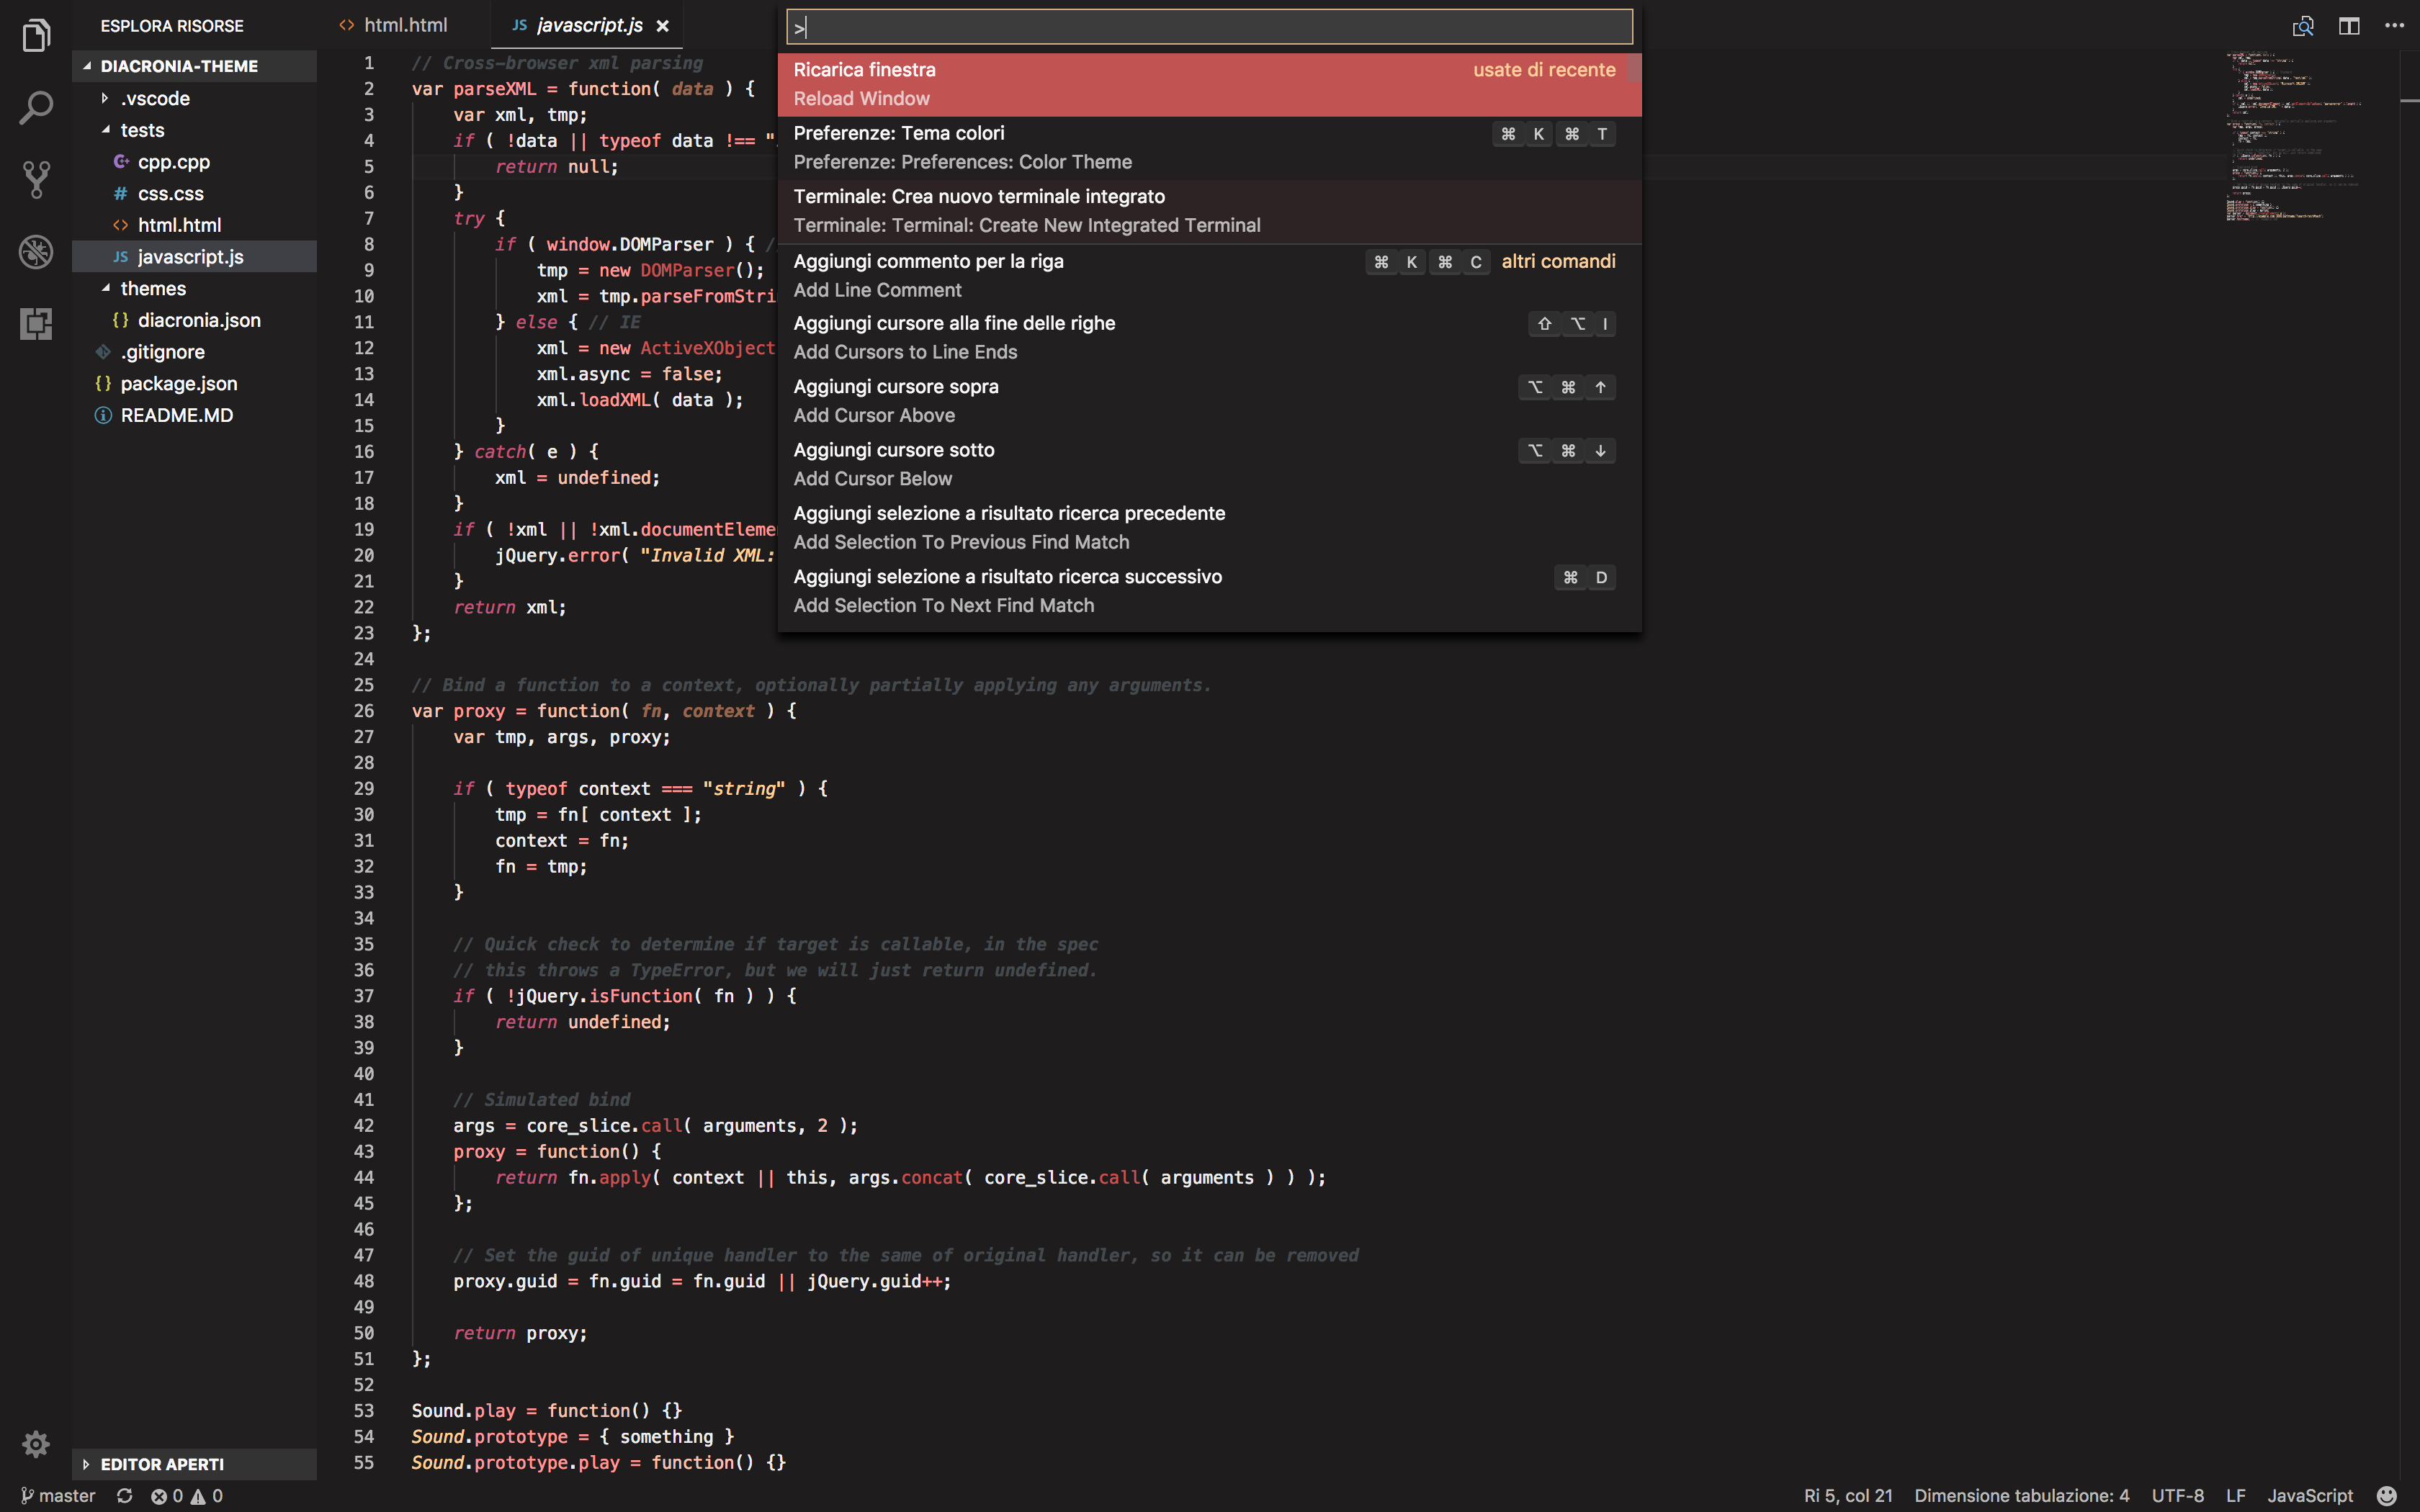 ESPLORA RISORSE
DIACRONIA-THEME
.vscode
tests
cpp.cpp
# css.css
<> html.html
JS javascript.js
themes
{} diacronia.json
.gitignore
{} package.json
README.MD
EDITOR APERTI
<> html.html
JS javascript.js ×
>
Ricarica finestra usate di recente
Reload Window
Preferenze: Tema colori ⌘ K ⌘ T
Preferenze: Preferences: Color Theme
Terminale: Crea nuovo terminale integrato
Terminale: Terminal: Create New Integrated Terminal
Aggiungi commento per la riga ⌘ K ⌘ C altri comandi
Add Line Comment
Aggiungi cursore alla fine delle righe ⇧ ⌥ I
Add Cursors to Line Ends
Aggiungi cursore sopra ⌥ ⌘ ↑
Add Cursor Above
Aggiungi cursore sotto ⌥ ⌘ ↓
Add Cursor Below
Aggiungi selezione a risultato ricerca precedente
Add Selection To Previous Find Match
Aggiungi selezione a risultato ricerca successivo ⌘ D
Add Selection To Next Find Match
1 // Cross-browser xml parsing
2 var parseXML = function( data ) {
3 var xml, tmp;
4 if ( !data || typeof data !== "
5 return null;
6 }
7 try {
8 if ( window.DOMParser ) { /
9 tmp = new DOMParser();
10 xml = tmp.parseFromStri
11 } else { // IE
12 xml = new ActiveXObject
13 xml.async = false;
14 xml.loadXML( data );
15 }
16 } catch( e ) {
17 xml = undefined;
18 }
19 if ( !xml || !xml.documentEleme
20 jQuery.error( "Invalid XML:
21 }
22 return xml;
23 };
24
25 // Bind a function to a context, optionally partially applying any arguments.
26 var proxy = function( fn, context ) {
27 var tmp, args, proxy;
28
29 if ( typeof context === "string" ) {
30 tmp = fn[ context ];
31 context = fn;
32 fn = tmp;
33 }
34
35 // Quick check to determine if target is callable, in the spec
36 // this throws a TypeError, but we will just return undefined.
37 if ( !jQuery.isFunction( fn ) ) {
38 return undefined;
39 }
40
41 // Simulated bind
42 args = core_slice.call( arguments, 2 );
43 proxy = function() {
44 return fn.apply( context || this, args.concat( core_slice.call( arguments ) ) );
45 };
46
47 // Set the guid of unique handler to the same of original handler, so it can be removed
48 proxy.guid = fn.guid = fn.guid || jQuery.guid++;
49
50 return proxy;
51 };
52
53 Sound.play = function() {}
54 Sound.prototype = { something }
55 Sound.prototype.play = function() {}
master 0 0 Ri 5, col 21 Dimensione tabulazione: 4 UTF-8 LF JavaScript